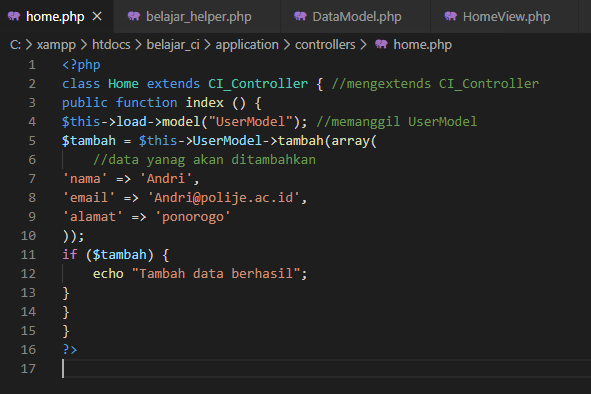 home.php × belajar_helper.php DataModel.php HomeView.php
C: > xampp > htdocs > belajar_ci > application > controllers > home.php
1 <?php
2 class Home extends CI_Controller { //mengextends CI_Controller
3 public function index () {
4 $this->load->model("UserModel"); //memanggil UserModel
5 $tambah = $this->UserModel->tambah(array(
6 //data yanag akan ditambahkan
7 'nama' => 'Andri',
8 'email' => 'Andri@polije.ac.id',
9 'alamat' => 'ponorogo'
10 ));
11 if ($tambah) {
12 echo "Tambah data berhasil";
13 }
14 }
15 }
16 ?>
17